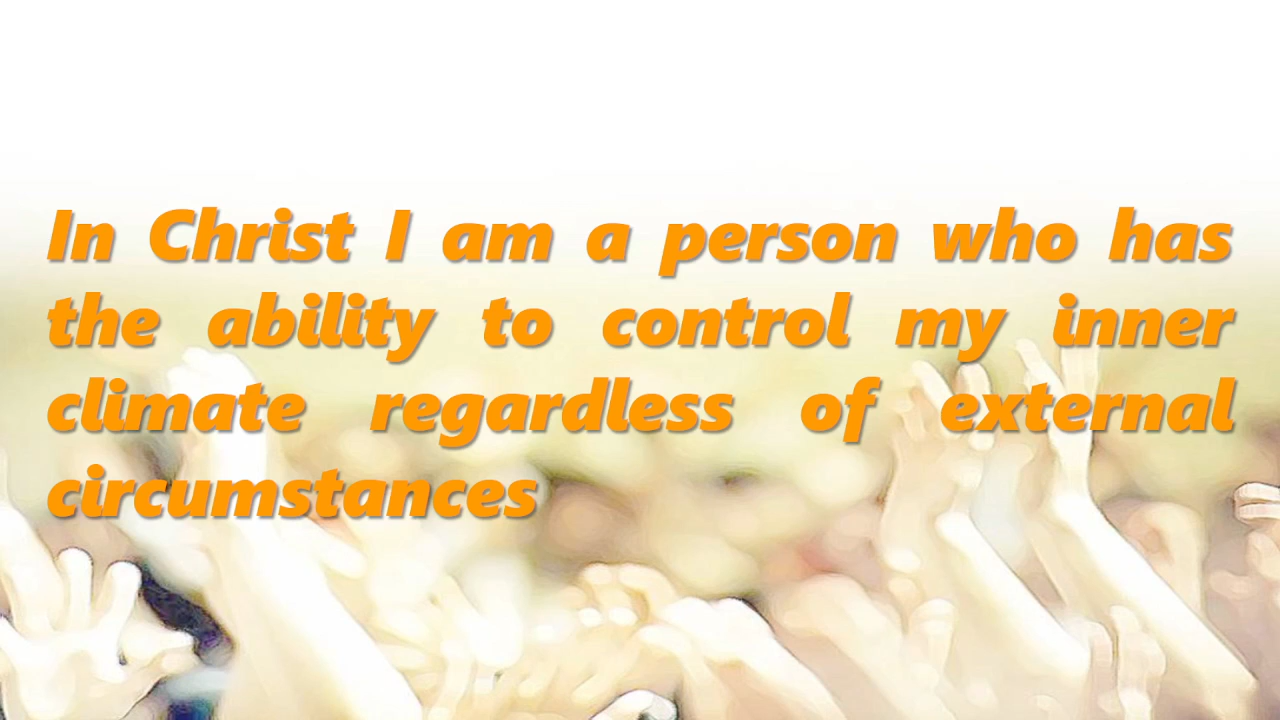 In Christ I am a person who has
the ability to control my inner
climate regardless of external
circumstances